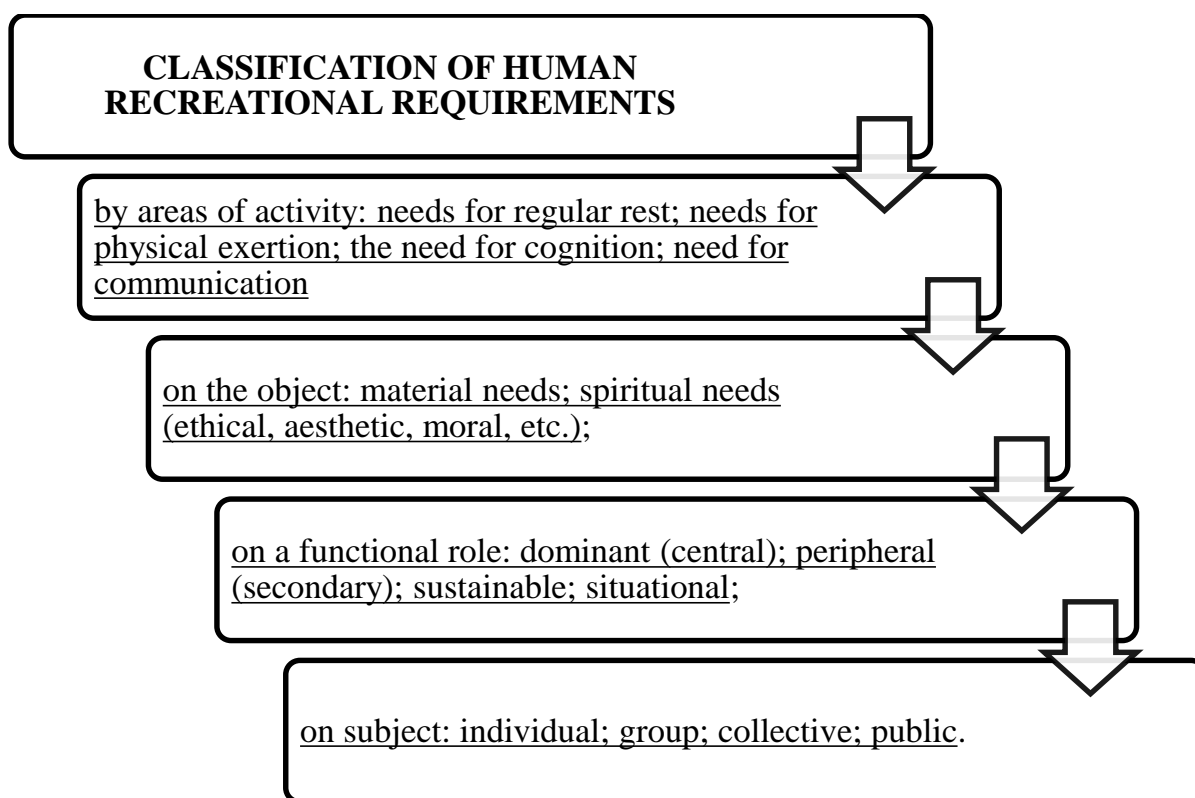 CLASSIFICATION OF HUMAN
RECREATIONAL REQUIREMENTS
by areas of activity: needs for regular rest; needs for
physical exertion; the need for cognition; need for
communication
on the object: material needs; spiritual needs
(ethical, aesthetic, moral, etc.);
on a functional role: dominant (central); peripheral
(secondary); sustainable; situational;
on subject: individual; group; collective; public.